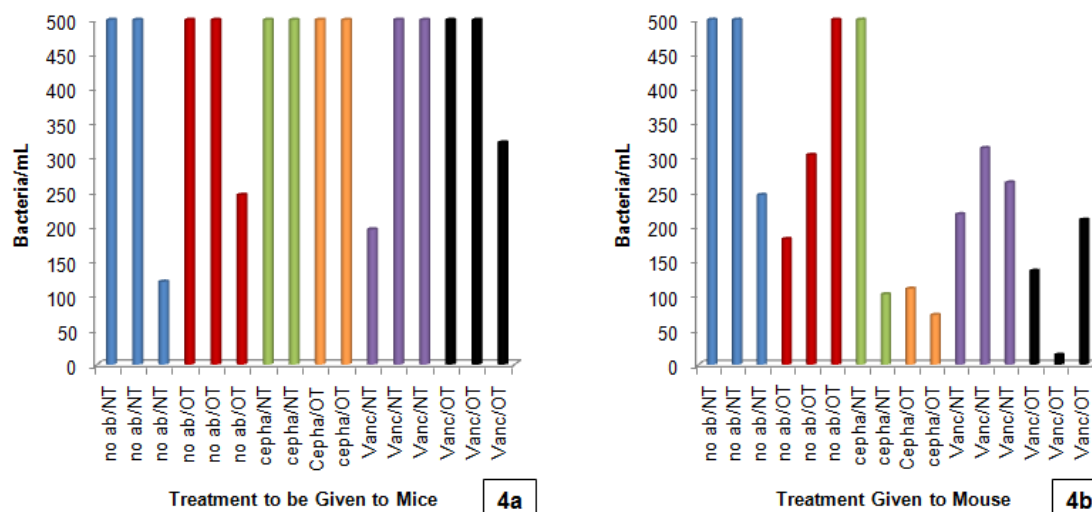 500
450
400
350
300
250
200
150
100
50
0
Bacteria/mL
no ab/NT
no ab/NT
no ab/NT
no ab/OT
no ab/OT
no ab/OT
cepha/NT
cepha/NT
Cepha/OT
cepha/OT
Vanc/NT
Vanc/NT
Vanc/NT
Vanc/OT
Vanc/OT
Vanc/OT
Treatment to be Given to Mice
4a
500
450
400
350
300
250
200
150
100
50
0
Bacteria/mL
no ab/NT
no ab/NT
no ab/NT
no ab/OT
no ab/OT
no ab/OT
cepha/NT
cepha/NT
Cepha/OT
cepha/OT
Vanc/NT
Vanc/NT
Vanc/NT
Vanc/OT
Vanc/OT
Vanc/OT
Treatment Given to Mouse
4b